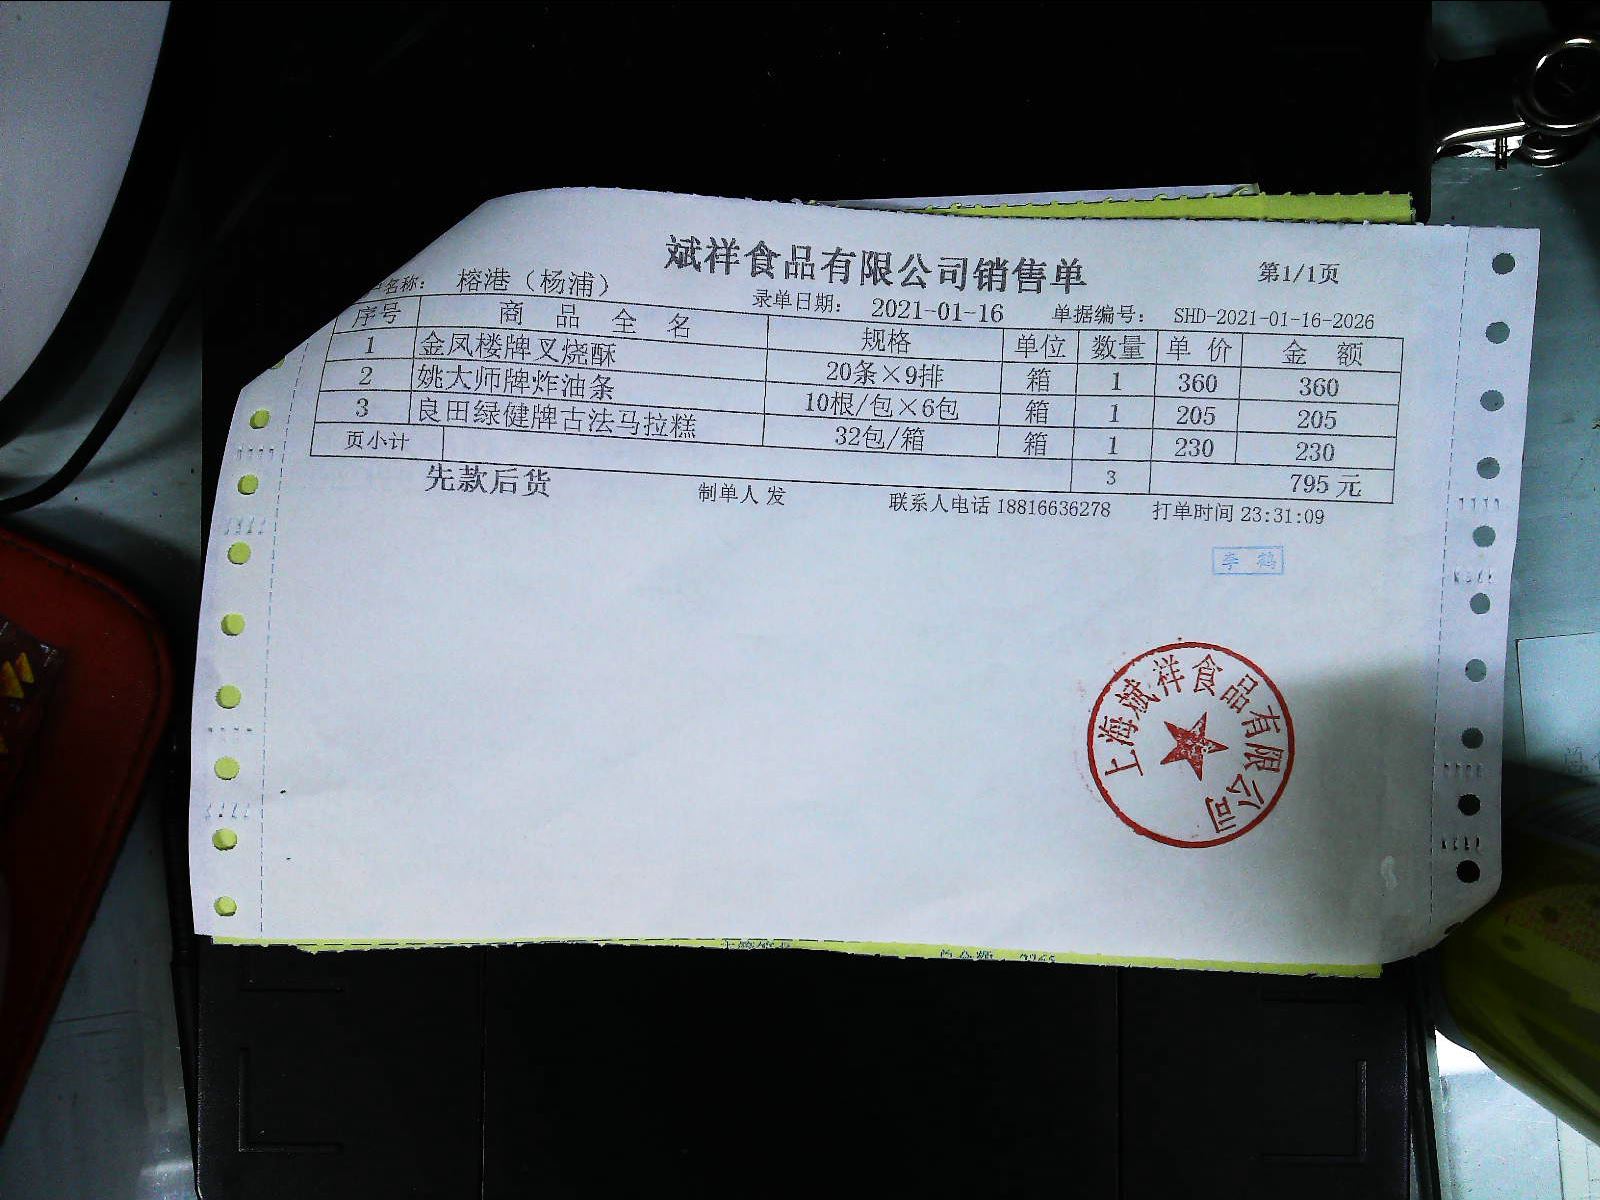 斌祥食品有限公司销售单
第1/1页
户名称： 榕港（杨浦） 录单日期： 2021-01-16 单据编号： SHD-2021-01-16-2026
序号 商 品 全 名 规格 单位 数量 单 价 金 额
1 金凤楼牌叉烧酥 20条×9排 箱 1 360 360
2 姚大师牌炸油条 10根/包×6包 箱 1 205 205
3 良田绿健牌古法马拉糕 32包/箱 箱 1 230 230
页小计 3 795 元
先款后货 制单人 发 联系人电话 18816636278 打单时间 23:31:09
李 鹤
上海斌祥食品有限公司